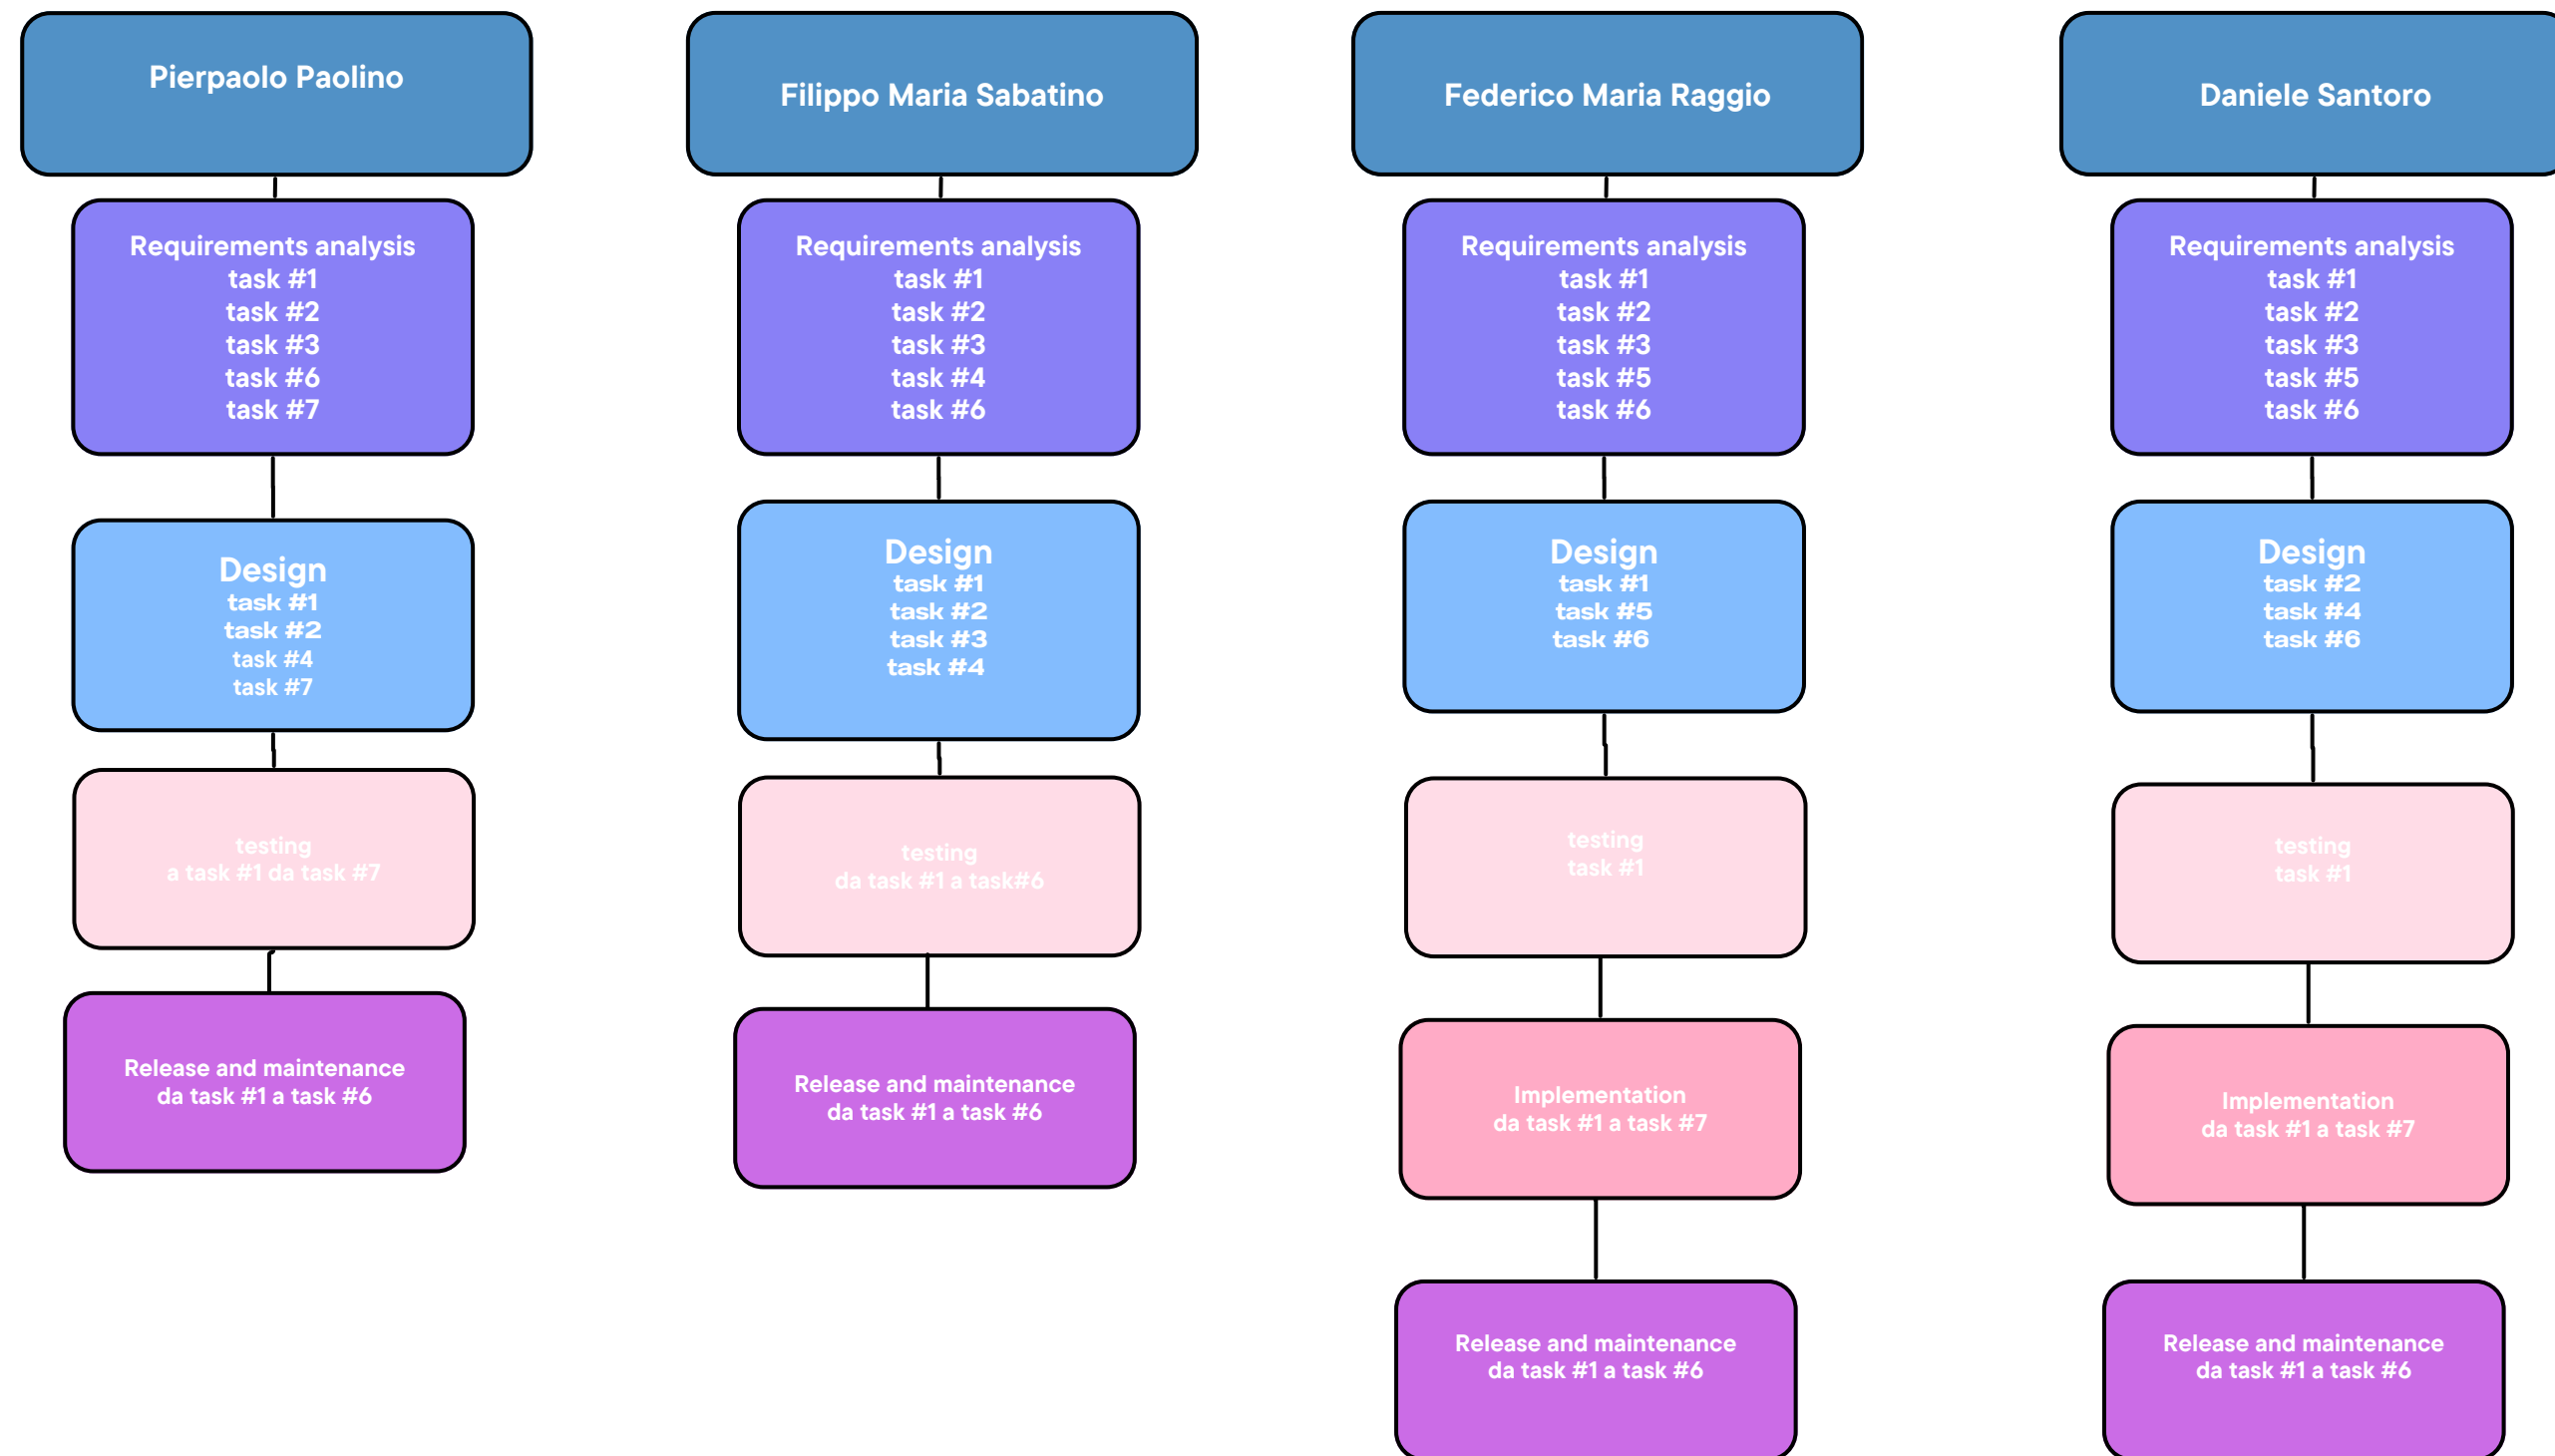 Pierpaolo Paolino
Requirements analysis
task #1
task #2
task #3
task #6
task #7
Design
task #1
task #2
task #4
task #7
testing
a task #1 da task #7
Release and maintenance
da task #1 a task #6
Filippo Maria Sabatino
Requirements analysis
task #1
task #2
task #3
task #4
task #6
Design
task #1
task #2
task #3
task #4
testing
da task #1 a task#6
Release and maintenance
da task #1 a task #6
Federico Maria Raggio
Requirements analysis
task #1
task #2
task #3
task #5
task #6
Design
task #1
task #5
task #6
testing
task #1
Implementation
da task #1 a task #7
Release and maintenance
da task #1 a task #6
Daniele Santoro
Requirements analysis
task #1
task #2
task #3
task #5
task #6
Design
task #2
task #4
task #6
testing
task #1
Implementation
da task #1 a task #7
Release and maintenance
da task #1 a task #6